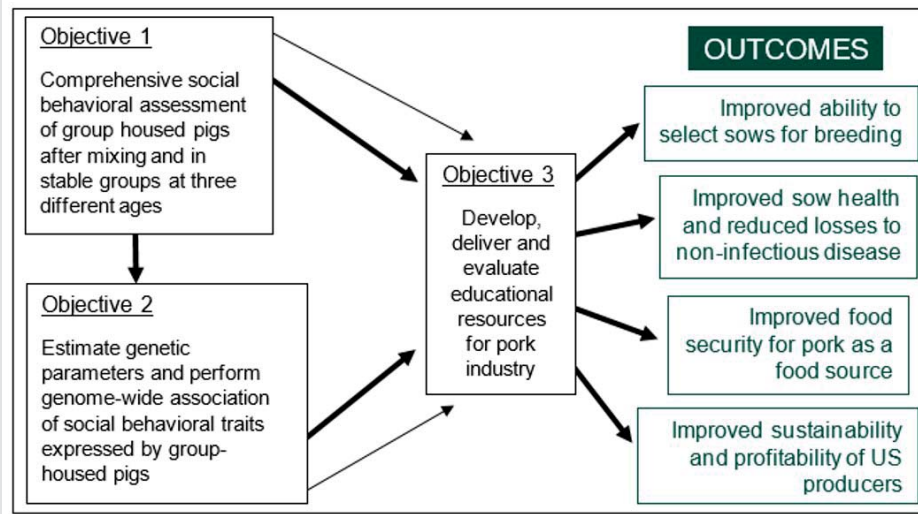 Objective 1
Comprehensive social
behavioral assessment
of group housed pigs
after mixing and in
stable groups at three
different ages
Objective 2
Estimate genetic
parameters and perform
genome-wide association
of social behavioral traits
expressed by group-
housed pigs
Objective 3
Develop,
deliver and
evaluate
educational
resources
for pork
industry
OUTCOMES
Improved ability to
select sows for breeding
Improved sow health
and reduced losses to
non-infectious disease
Improved food
security for pork as a
food source
Improved sustainability
and profitability of US
producers